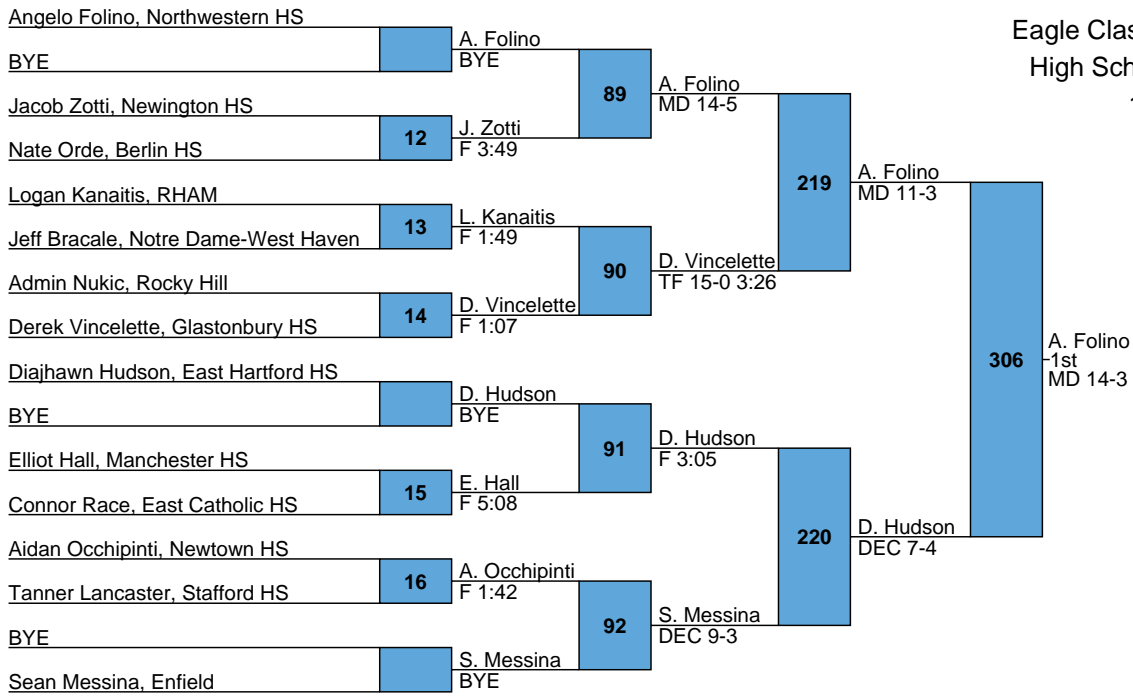 Angelo Folino, Northwestern HS
BYE
Jacob Zotti, Newington HS
Nate Orde, Berlin HS
Logan Kanaitis, RHAM
Jeff Bracale, Notre Dame-West Haven
Admin Nukic, Rocky Hill
Derek Vincelette, Glastonbury HS
Diajhawn Hudson, East Hartford HS
BYE
Elliot Hall, Manchester HS
Connor Race, East Catholic HS
Aidan Occhipinti, Newtown HS
Tanner Lancaster, Stafford HS
BYE
Sean Messina, Enfield
12
13
14
15
16
A. Folino
BYE
J. Zotti
F 3:49
L. Kanaitis
F 1:49
D. Vincelette
F 1:07
D. Hudson
BYE
E. Hall
F 5:08
A. Occhipinti
F 1:42
S. Messina
BYE
89
90
91
92
A. Folino
MD 14-5
D. Vincelette
TF 15-0 3:26
D. Hudson
F 3:05
S. Messina
DEC 9-3
219
220
A. Folino
MD 11-3
D. Hudson
DEC 7-4
306
A. Folino
1st
MD 14-3
Eagle Clas
High Sch